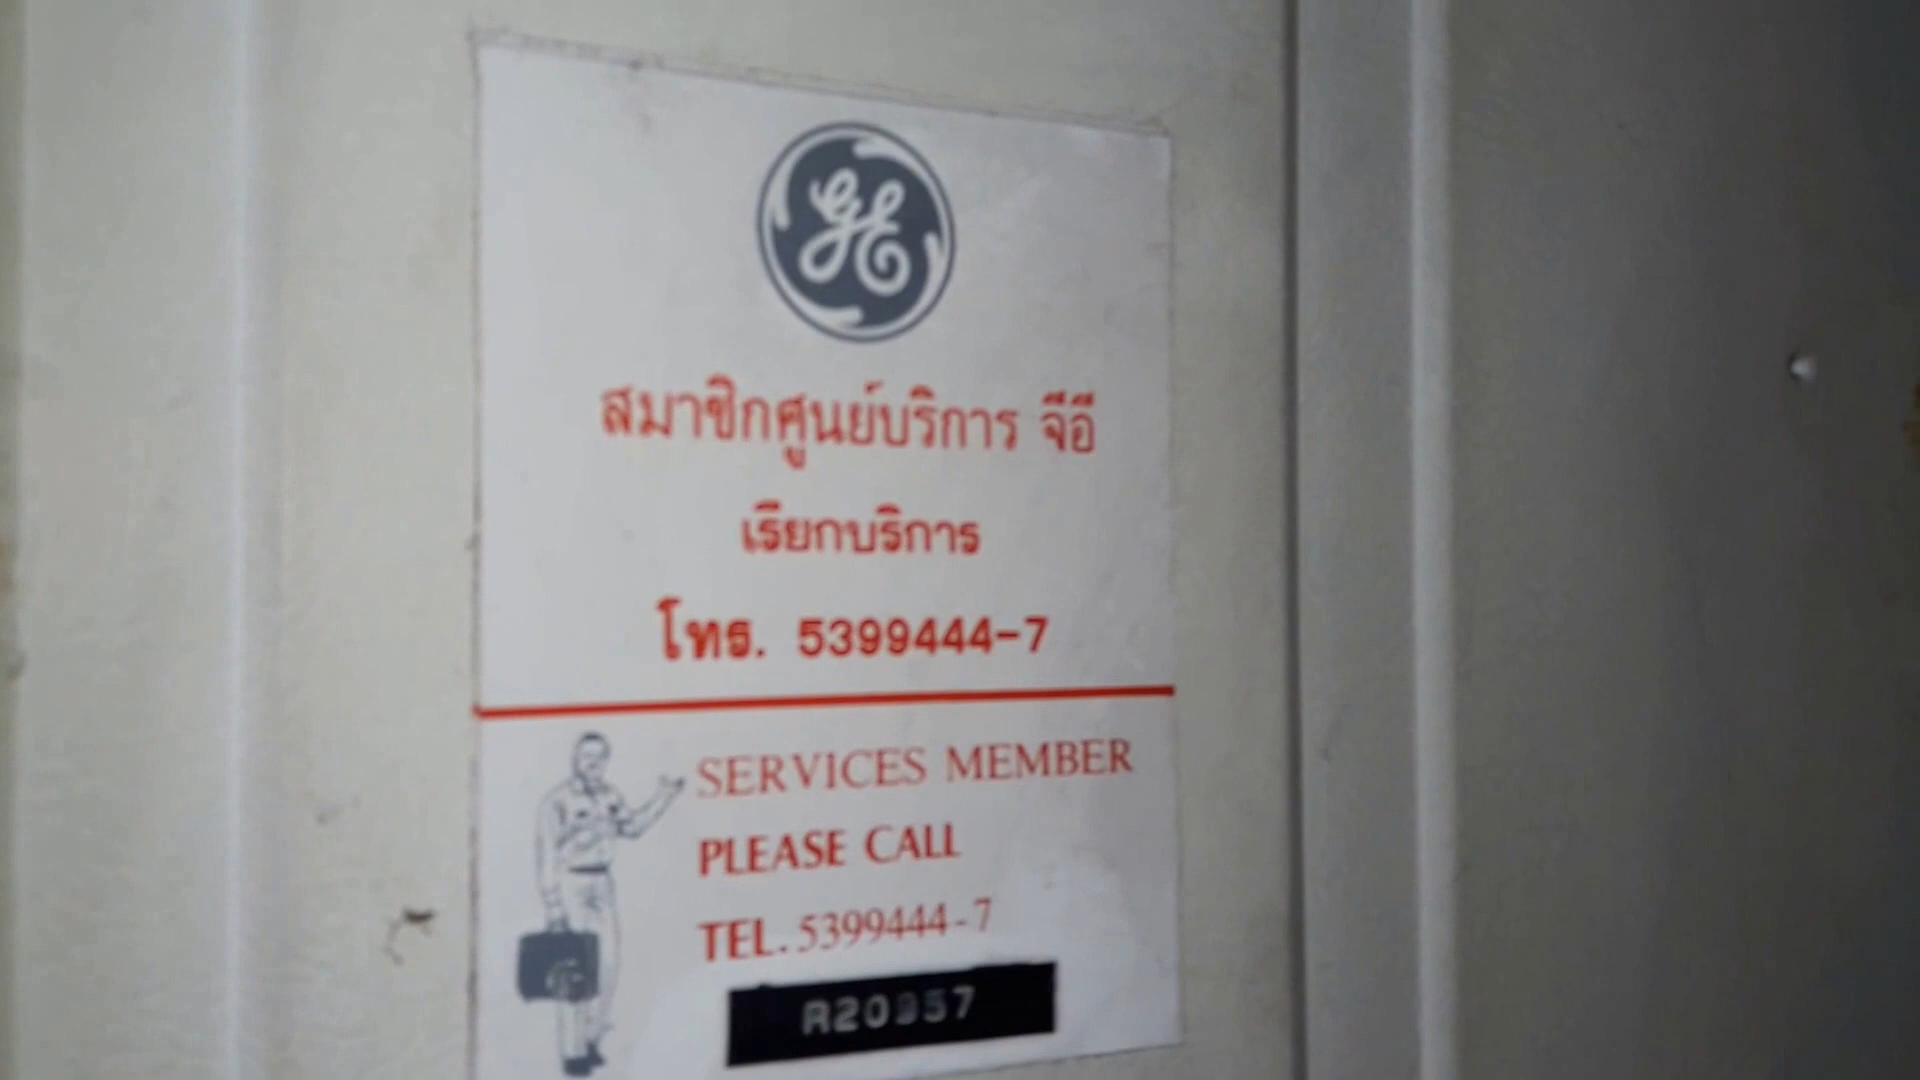 GE
สมาชิกศูนย์บริการ จีอี
เรียกบริการ
โทร. 5399444-7
SERVICES MEMBER
PLEASE CALL
TEL. 5399444-7